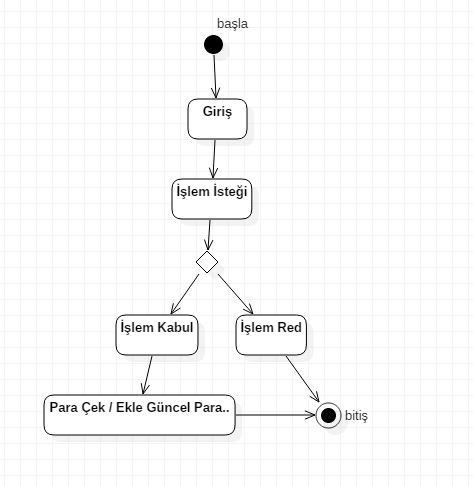 başla
Giriş
İşlem İsteği
İşlem Kabul
İşlem Red
Para Çek / Ekle Güncel Para..
bitiş